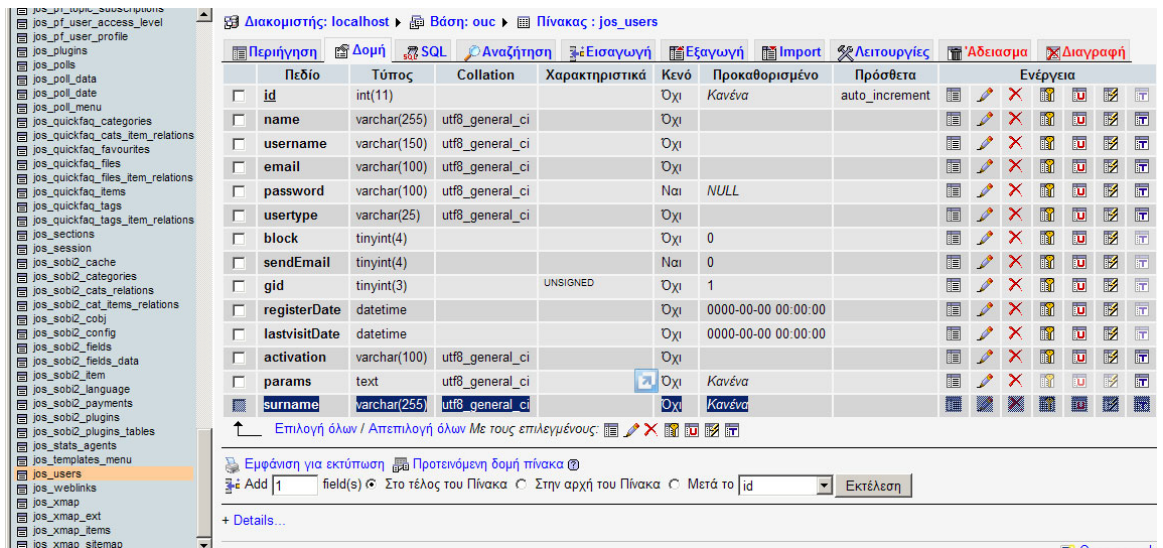 jos_pf_topic_subscriptions
jos_pf_user_access_level
jos_pf_user_profile
jos_plugins
jos_polls
jos_poll_data
jos_poll_date
jos_poll_menu
jos_quickfaq_categories
jos_quickfaq_cats_item_relations
jos_quickfaq_favourites
jos_quickfaq_files
jos_quickfaq_files_item_relations
jos_quickfaq_items
jos_quickfaq_tags
jos_quickfaq_tags_item_relations
jos_sections
jos_session
jos_sobi2_cache
jos_sobi2_categories
jos_sobi2_cats_relations
jos_sobi2_cat_items_relations
jos_sobi2_cobj
jos_sobi2_config
jos_sobi2_fields
jos_sobi2_fields_data
jos_sobi2_item
jos_sobi2_language
jos_sobi2_payments
jos_sobi2_plugins
jos_sobi2_plugins_tables
jos_stats_agents
jos_templates_menu
jos_users
jos_weblinks
jos_xmap
jos_xmap_ext
jos_xmap_items
jos_xmap_sitemap
Διακομιστής: localhost Βάση: ouc Πίνακας : jos_users
Περιήγηση Δομή SQL Αναζήτηση Εισαγωγή Εξαγωγή Import Λειτουργίες Άδειασμα Διαγραφή
Πεδίο Τύπος Collation Χαρακτηριστικά Κενό Προκαθορισμένο Πρόσθετα Ενέργεια
id int(11) Όχι Κανένα auto_increment
name varchar(255) utf8_general_ci Όχι
username varchar(150) utf8_general_ci Όχι
email varchar(100) utf8_general_ci Όχι
password varchar(100) utf8_general_ci Ναι NULL
usertype varchar(25) utf8_general_ci Όχι
block tinyint(4) Όχι 0
sendEmail tinyint(4) Ναι 0
gid tinyint(3) UNSIGNED Όχι 1
registerDate datetime Όχι 0000-00-00 00:00:00
lastvisitDate datetime Όχι 0000-00-00 00:00:00
activation varchar(100) utf8_general_ci Όχι
params text utf8_general_ci Όχι Κανένα
surname varchar(255) utf8_general_ci Όχι Κανένα
Επιλογή όλων / Απεπιλογή όλων Με τους επιλεγμένους:
Εμφάνιση για εκτύπωση Προτεινόμενη δομή πίνακα
Add 1 field(s) Στο τέλος του Πίνακα Στην αρχή του Πίνακα Μετά το id Εκτέλεση
+ Details...